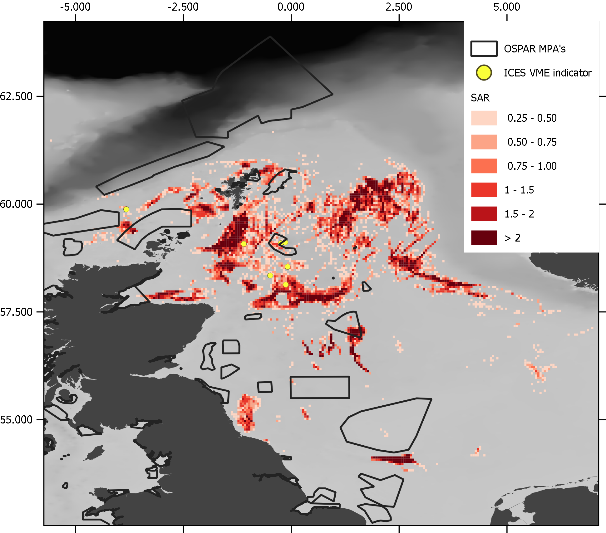 -5.000 -2.500 0.000 2.500 5.000
OSPAR MPA's
ICES VME indicator
SAR
0.25 - 0.50
0.50 - 0.75
0.75 - 1.00
1 - 1.5
1.5 - 2
> 2
62.500
60.000
57.500
55.000